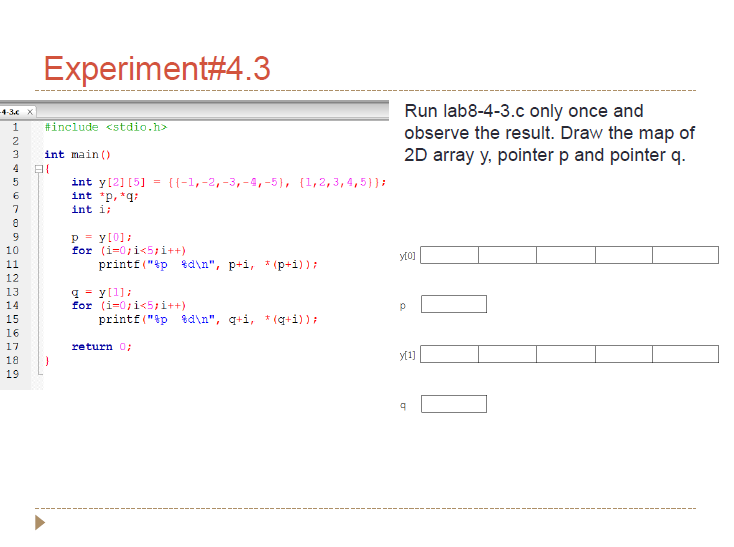 Experiment#4.3
-4-3.c X
1 #include <stdio.h>
2
3 int main()
4 {
5 int y[2][5] = {{-1,-2,-3,-4,-5}, {1,2,3,4,5}};
6 int *p,*q;
7 int i;
8
9 p = y[0];
10 for (i=0;i<5;i++)
11 printf("%p %d\n", p+i, *(p+i));
12
13 q = y[1];
14 for (i=0;i<5;i++)
15 printf("%p %d\n", q+i, *(q+i));
16
17 return 0;
18 }
19
Run lab8-4-3.c only once and
observe the result. Draw the map of
2D array y, pointer p and pointer q.
y[0]
p
y[1]
q